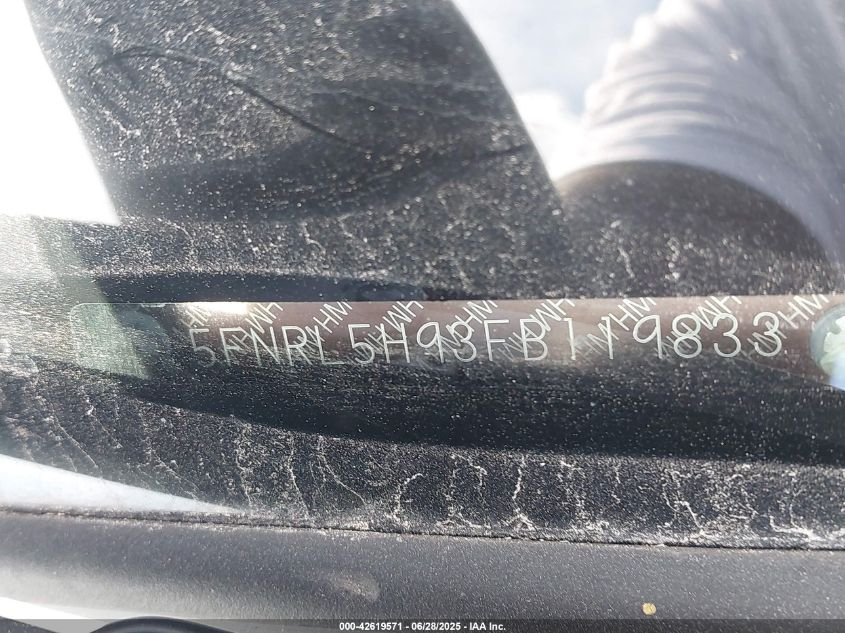 5FNRL5H93FB119833
000-42619571 • 06/28/2025 - IAA Inc.